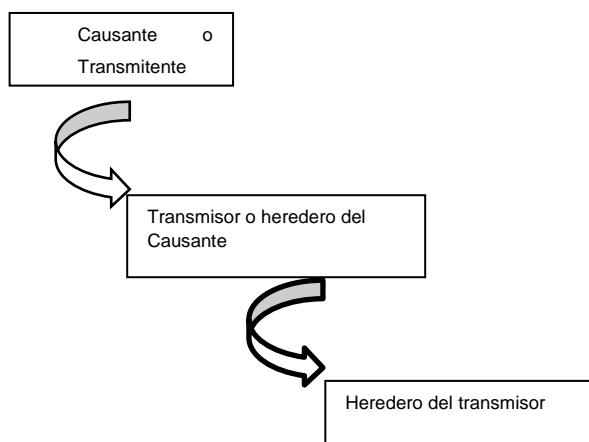 Causante o
Transmitente
Transmisor o heredero del
Causante
Heredero del transmisor